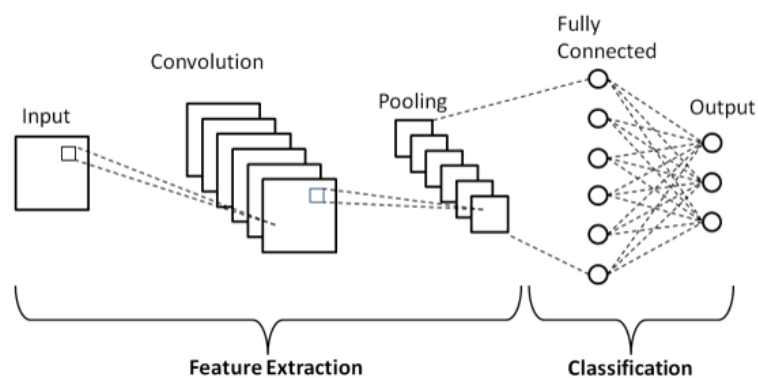 Input
Convolution
Pooling
Fully
Connected
Output
Feature Extraction
Classification